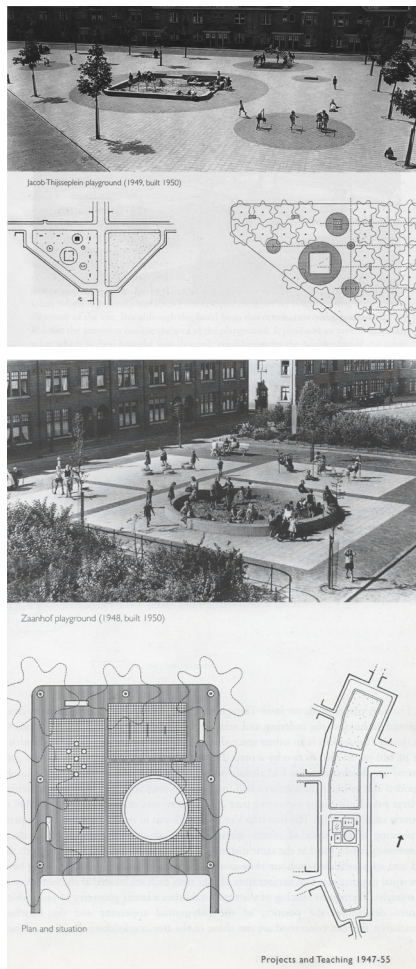 Jacob Thijsseplein playground (1949, built 1950)
Zaanhof playground (1948, built 1950)
Plan and situation
Projects and Teaching 1947-55